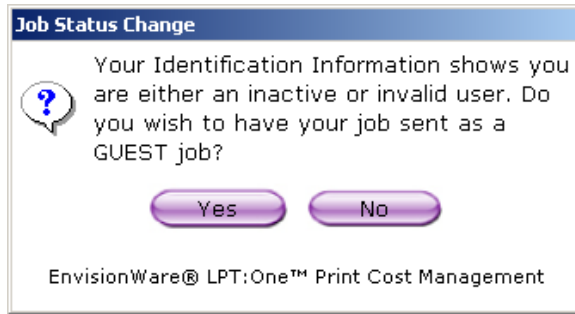 Job Status Change
Your Identification Information shows you
are either an inactive or invalid user. Do
you wish to have your job sent as a
GUEST job?
Yes No
EnvisionWare® LPT:One™ Print Cost Management